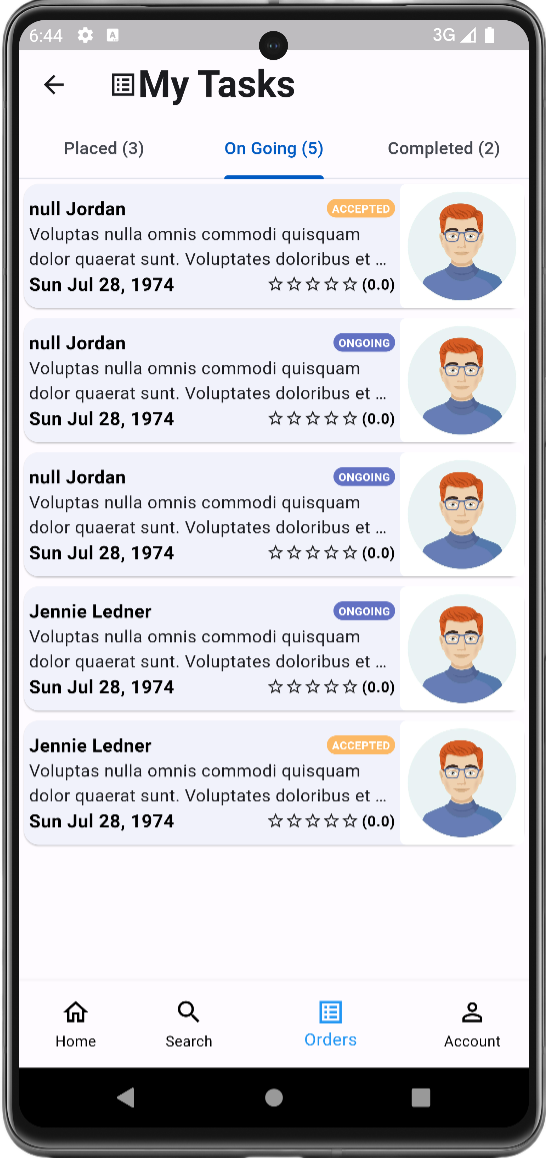 6:44 A 3G
My Tasks
Placed (3) On Going (5) Completed (2)
null Jordan ACCEPTED
Voluptas nulla omnis commodi quisquam
dolor quaerat sunt. Voluptates doloribus et ...
Sun Jul 28, 1974 (0.0)
null Jordan ONGOING
Voluptas nulla omnis commodi quisquam
dolor quaerat sunt. Voluptates doloribus et ...
Sun Jul 28, 1974 (0.0)
null Jordan ONGOING
Voluptas nulla omnis commodi quisquam
dolor quaerat sunt. Voluptates doloribus et ...
Sun Jul 28, 1974 (0.0)
Jennie Ledner ONGOING
Voluptas nulla omnis commodi quisquam
dolor quaerat sunt. Voluptates doloribus et ...
Sun Jul 28, 1974 (0.0)
Jennie Ledner ACCEPTED
Voluptas nulla omnis commodi quisquam
dolor quaerat sunt. Voluptates doloribus et ...
Sun Jul 28, 1974 (0.0)
Home Search Orders Account